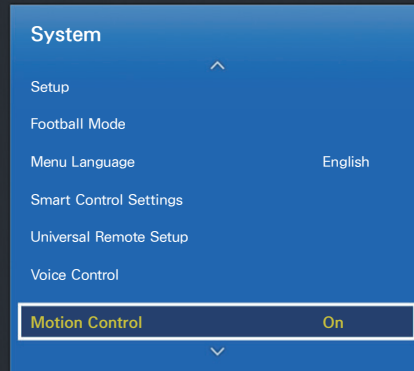 System
Setup
Football Mode
Menu Language English
Smart Control Settings
Universal Remote Setup
Voice Control
Motion Control On